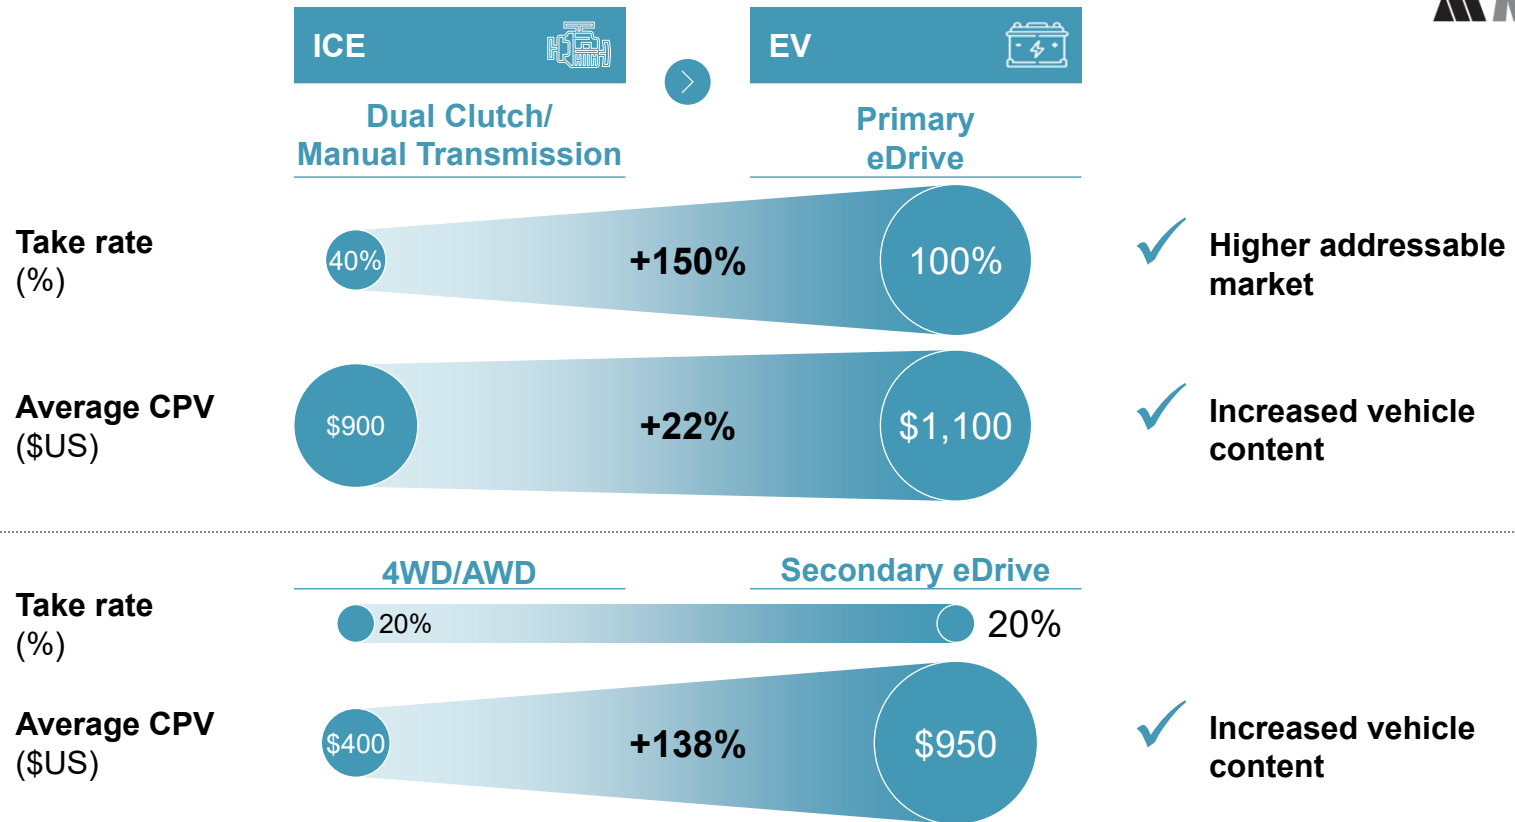 ICE
EV
Dual Clutch/
Manual Transmission
Primary
eDrive
Take rate
(%)
40%
+150%
100%
Higher addressable
market
Average CPV
($US)
$900
+22%
$1,100
Increased vehicle
content
4WD/AWD
Secondary eDrive
Take rate
(%)
20%
20%
Average CPV
($US)
$400
+138%
$950
Increased vehicle
content